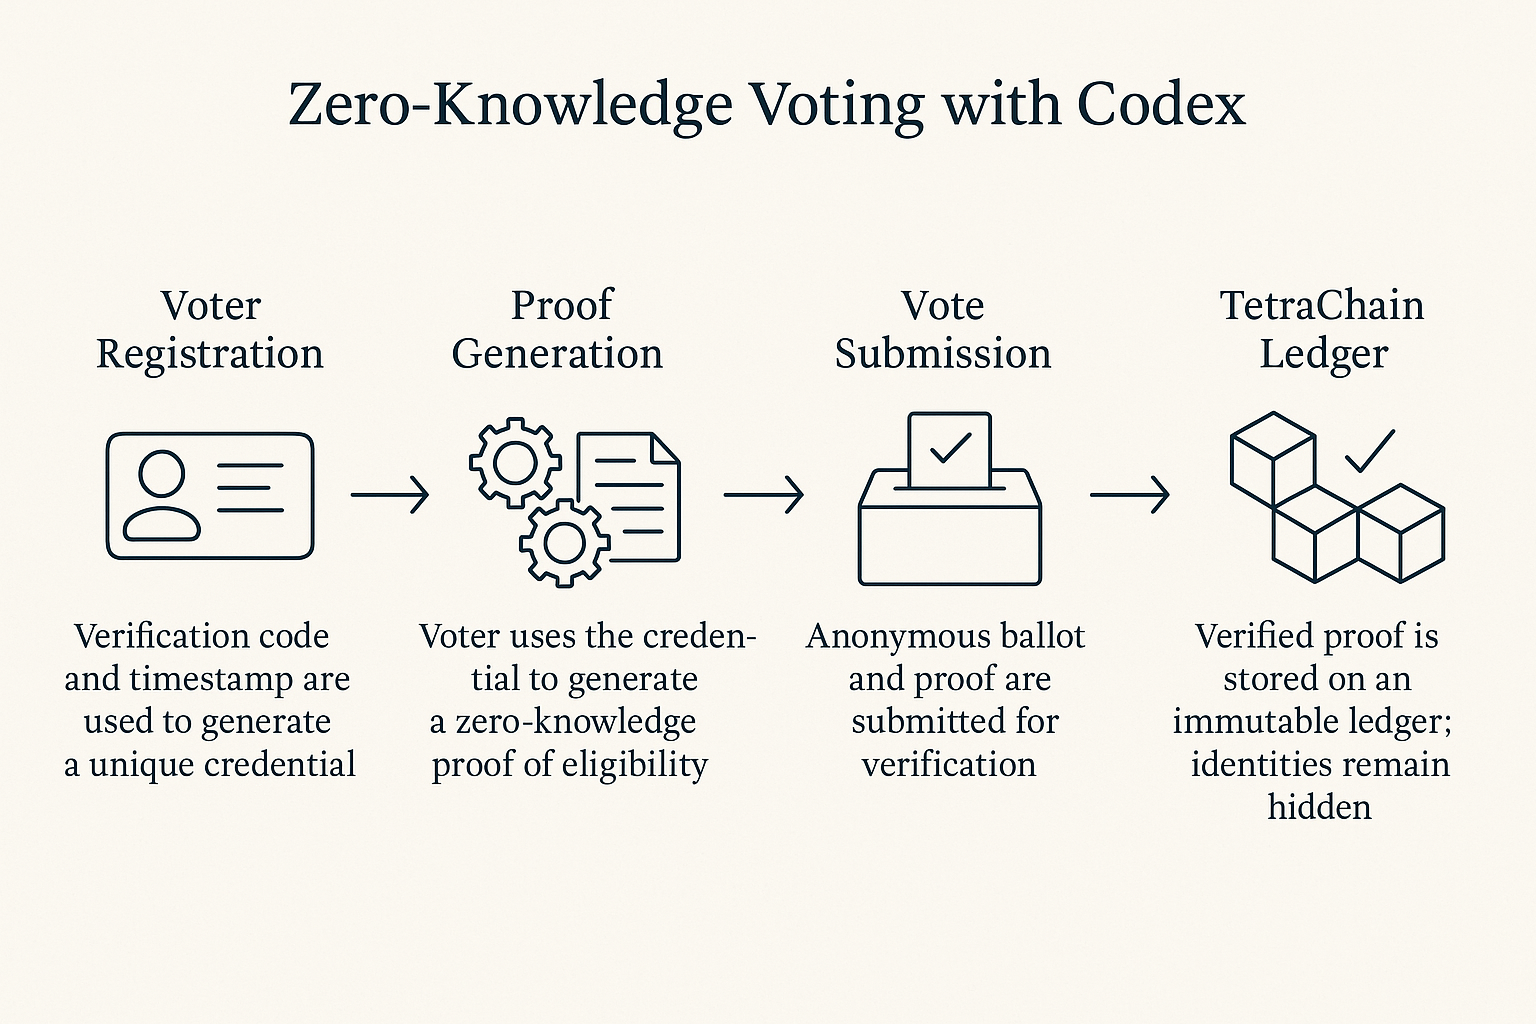 Zero-Knowledge Voting with Codex
Voter
Registration
Verification code
and timestamp are
used to generate
a unique credential
Proof
Generation
Voter uses the creden-
tial to generate
a zero-knowledge
proof of eligibility
Vote
Submission
Anonymous ballot
and proof are
submitted for
verification
TetraChain
Ledger
Verified proof is
stored on an
immutable ledger;
identities remain
hidden